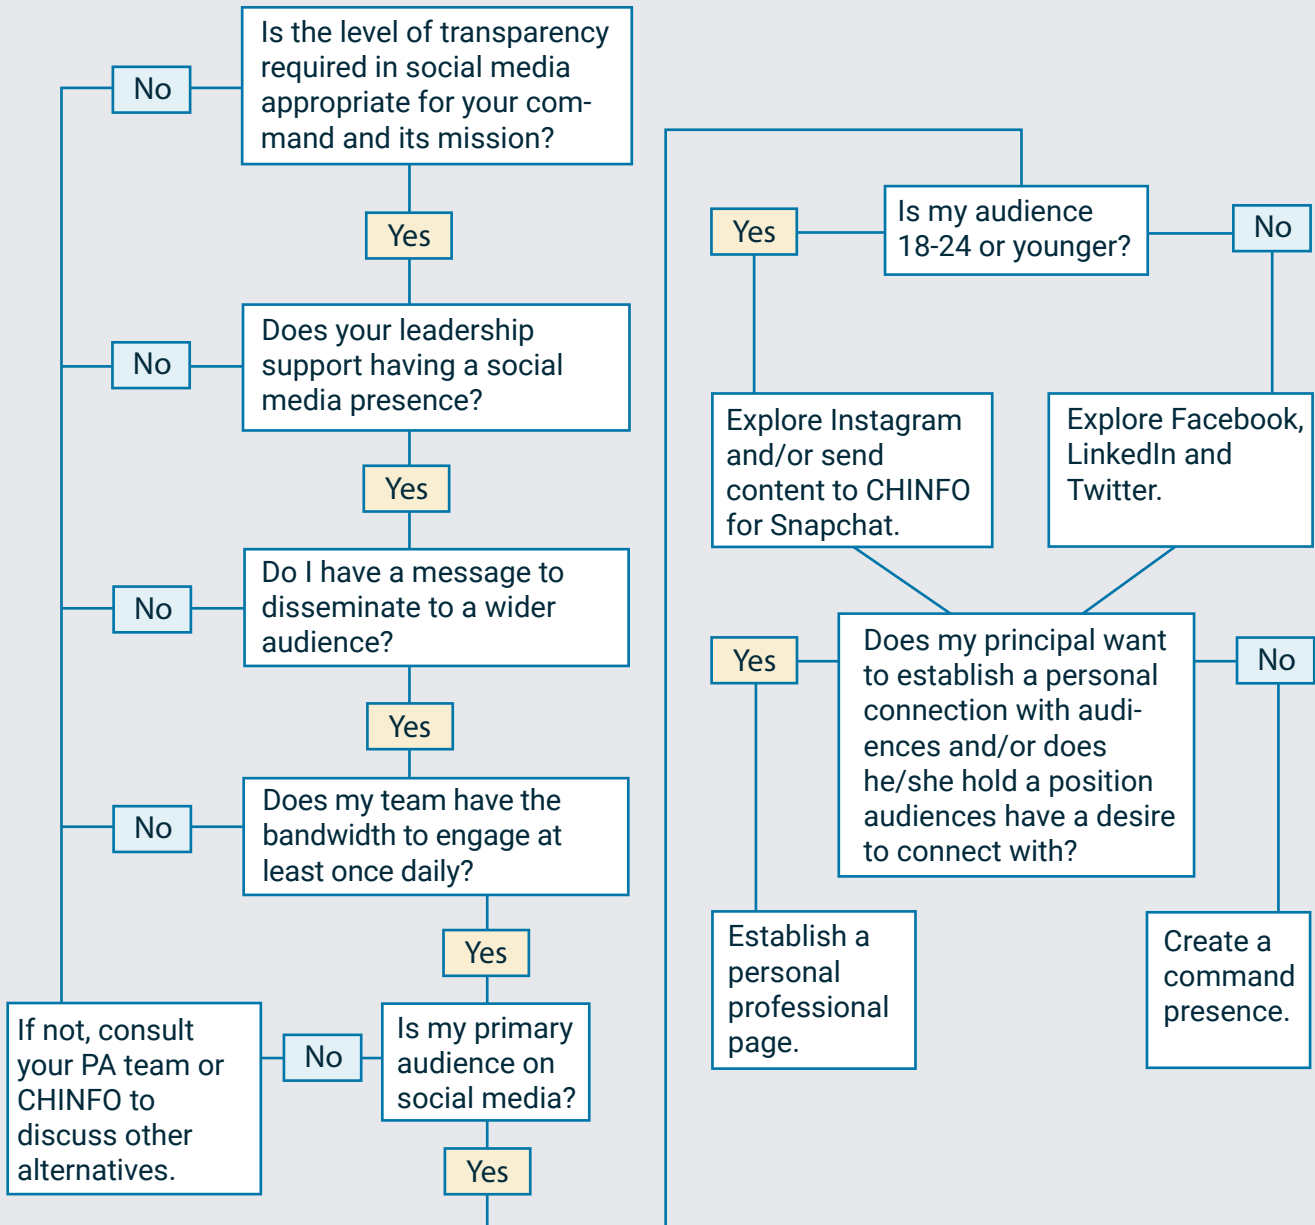 Is the level of transparency
required in social media
appropriate for your com-
mand and its mission?
No
Yes
Does your leadership
support having a social
media presence?
No
Yes
Do I have a message to
disseminate to a wider
audience?
No
Yes
Does my team have the
bandwidth to engage at
least once daily?
No
Yes
Is my primary
audience on
social media?
No
If not, consult
your PA team or
CHINFO to
discuss other
alternatives.
Yes
Is my audience
18-24 or younger?
Yes
No
Explore Instagram
and/or send
content to CHINFO
for Snapchat.
Explore Facebook,
LinkedIn and
Twitter.
Does my principal want
to establish a personal
connection with audi-
ences and/or does
he/she hold a position
audiences have a desire
to connect with?
Yes
No
Establish a
personal
professional
page.
Create a
command
presence.